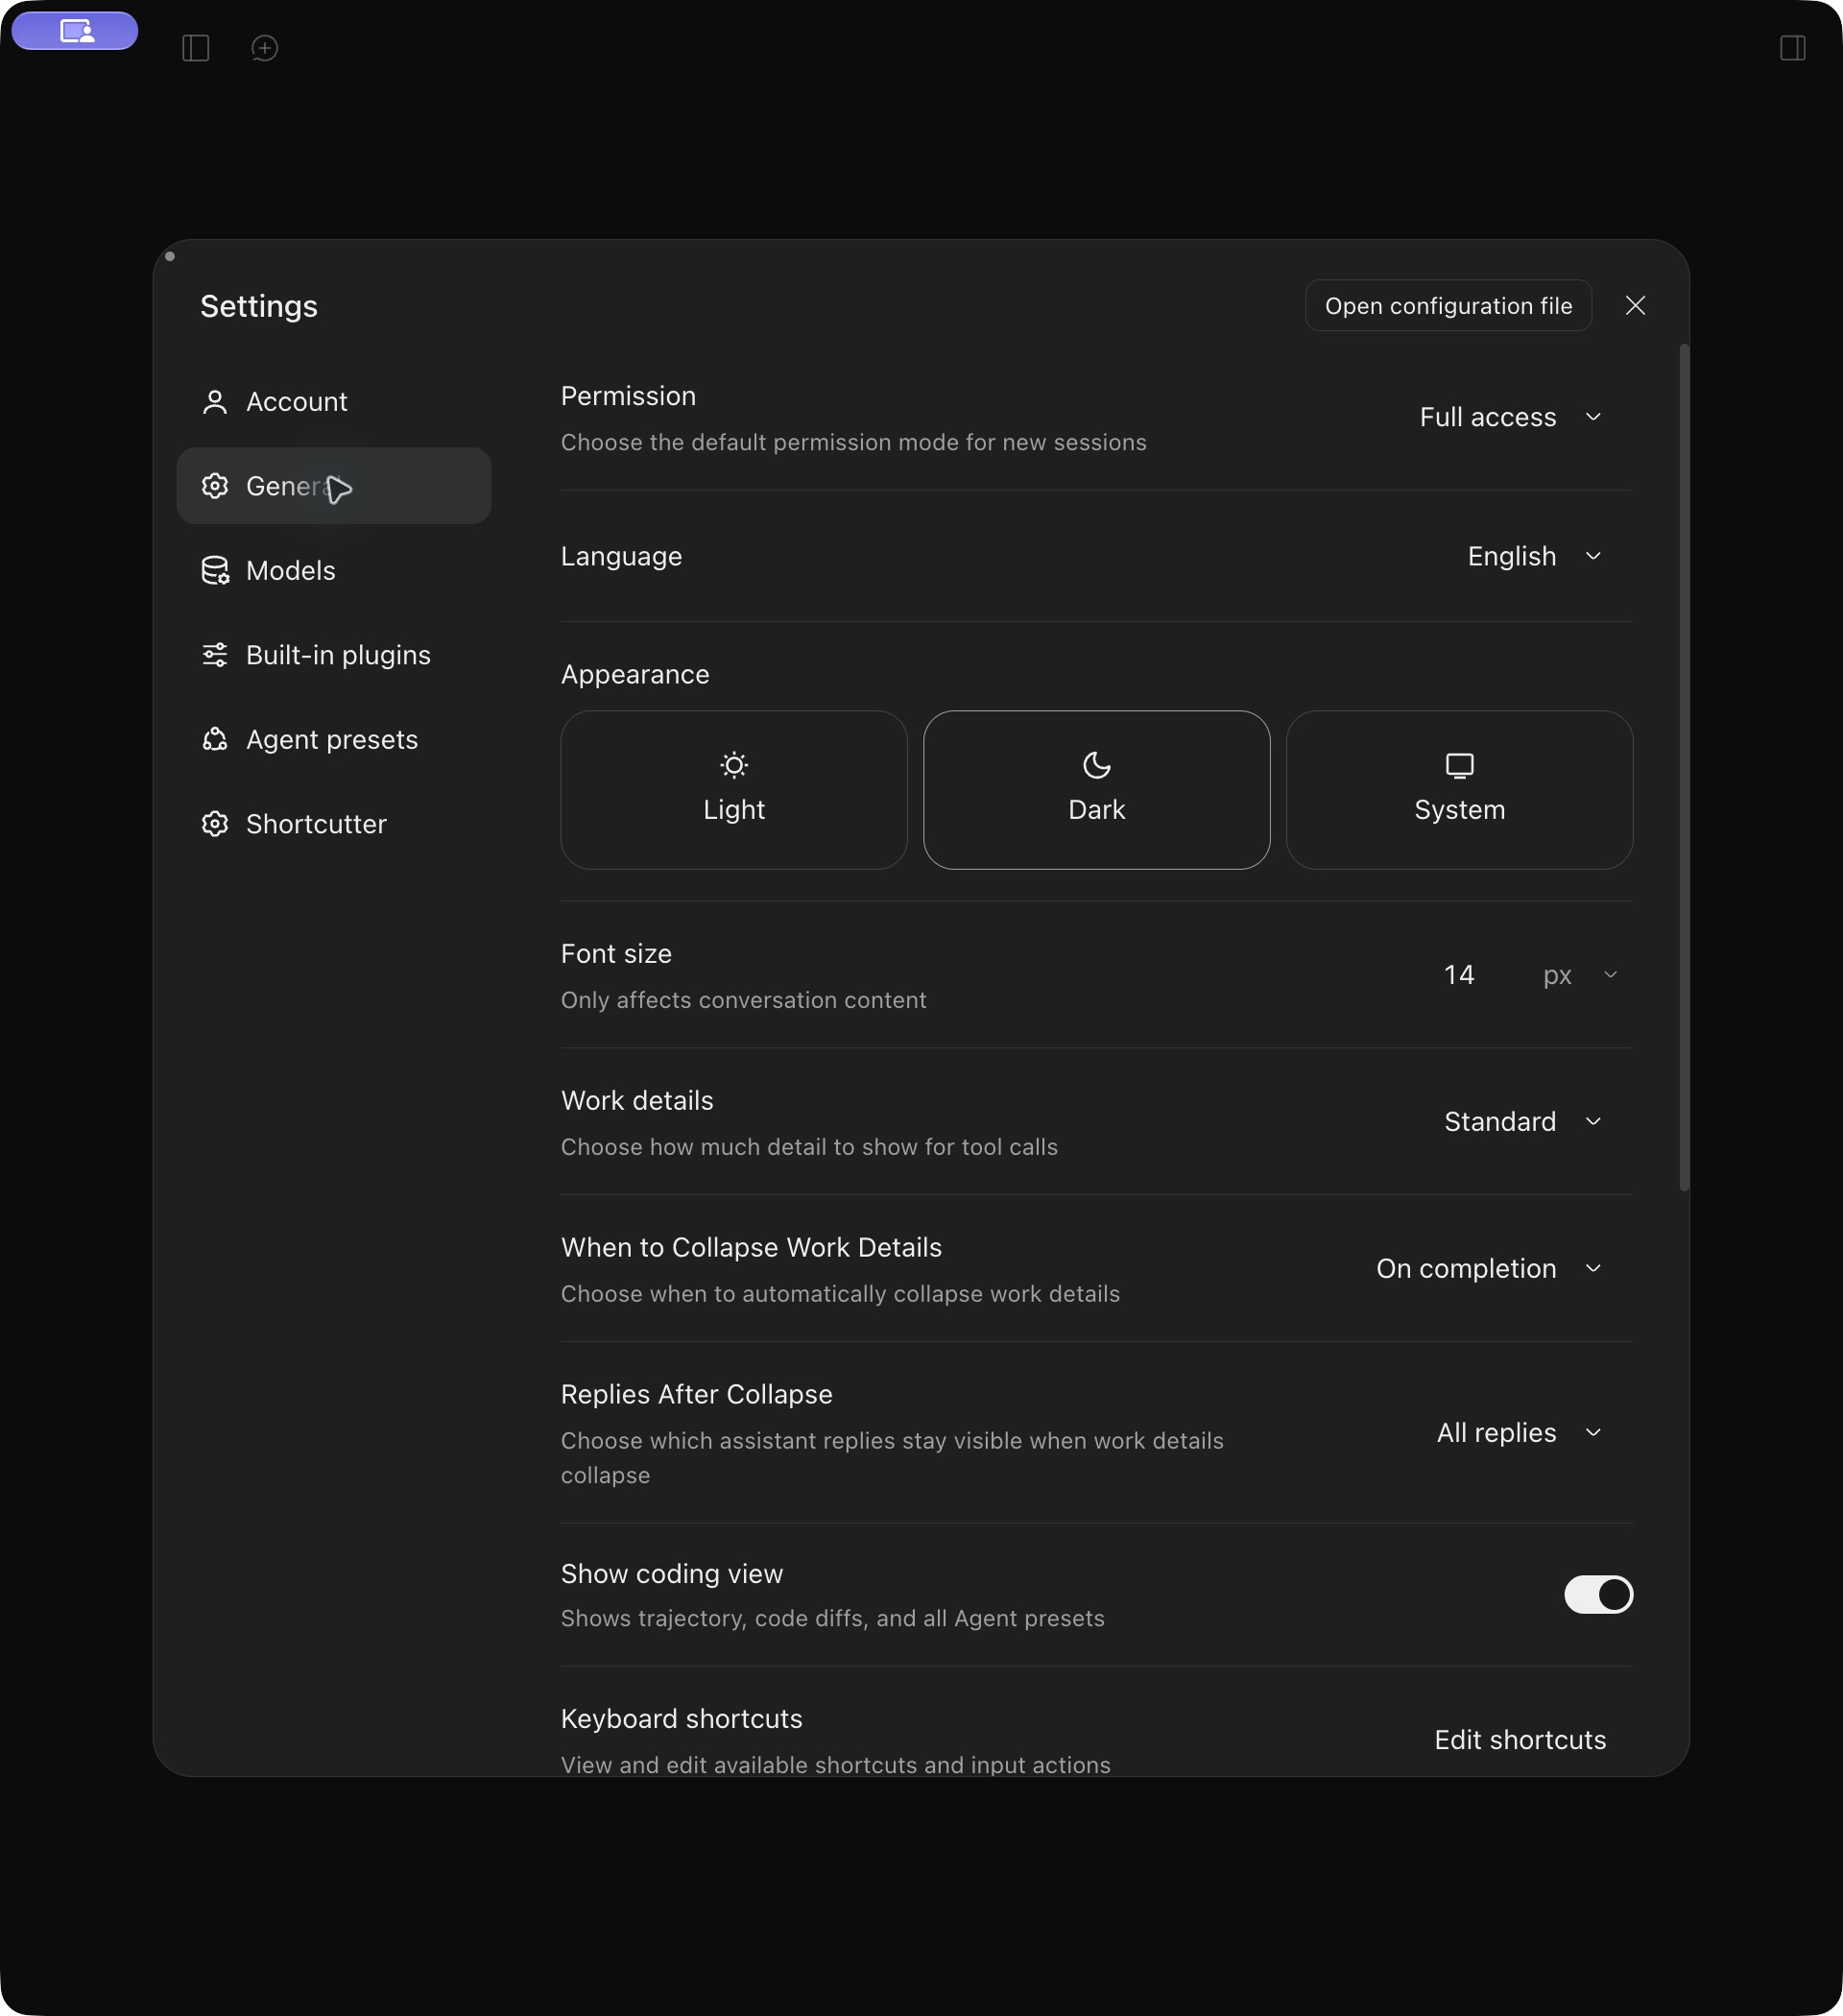 Settings
Open configuration file
Account
General
Models
Built-in plugins
Agent presets
Shortcutter
Permission
Choose the default permission mode for new sessions
Full access
Language
English
Appearance
Light
Dark
System
Font size
Only affects conversation content
14 px
Work details
Choose how much detail to show for tool calls
Standard
When to Collapse Work Details
Choose when to automatically collapse work details
On completion
Replies After Collapse
Choose which assistant replies stay visible when work details
collapse
All replies
Show coding view
Shows trajectory, code diffs, and all Agent presets
Keyboard shortcuts
View and edit available shortcuts and input actions
Edit shortcuts